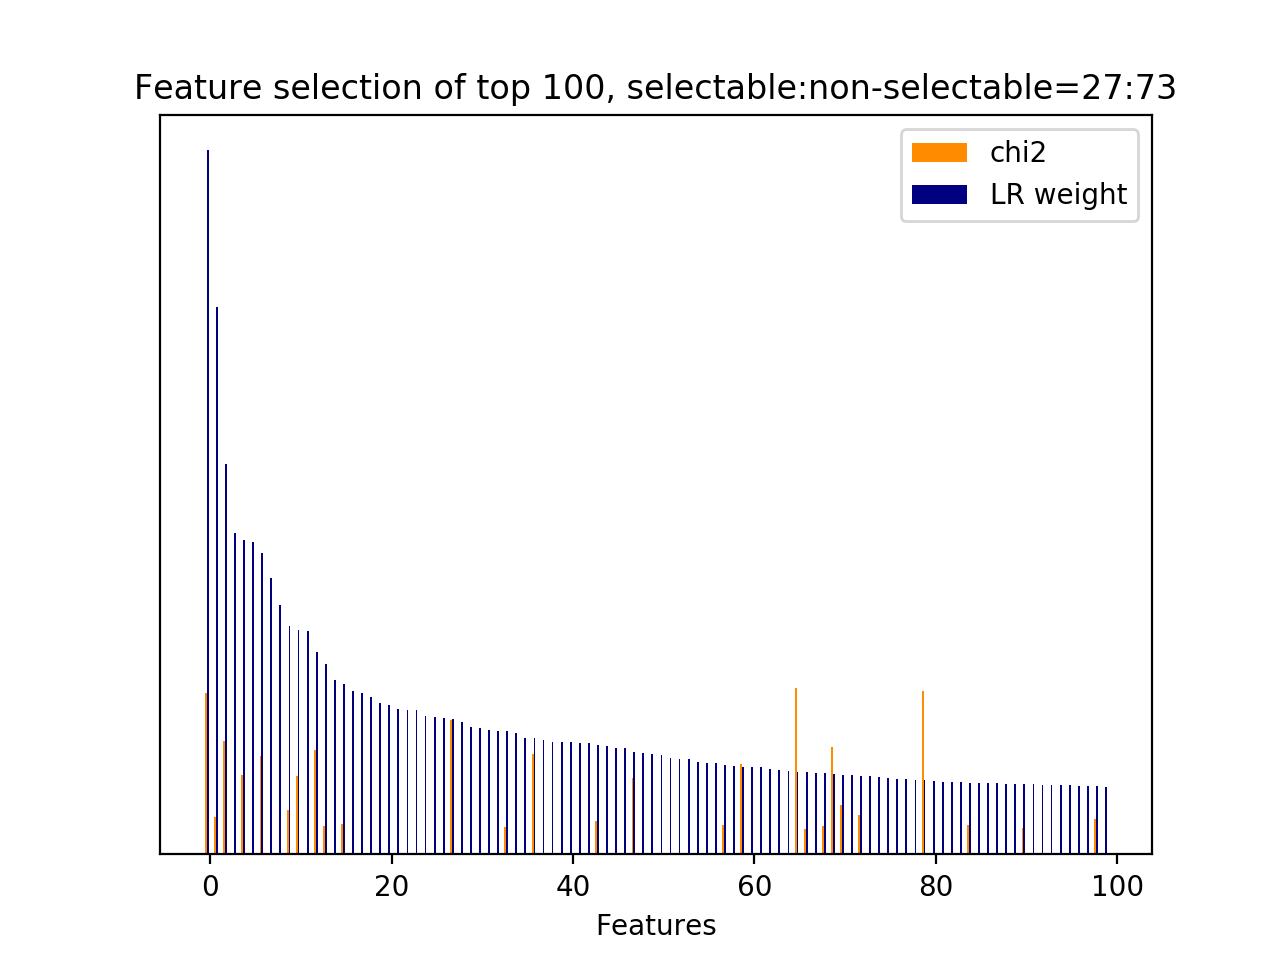 Feature selection of top 100, selectable:non-selectable=27:73
chi2
LR weight
0 20 40 60 80 100
Features